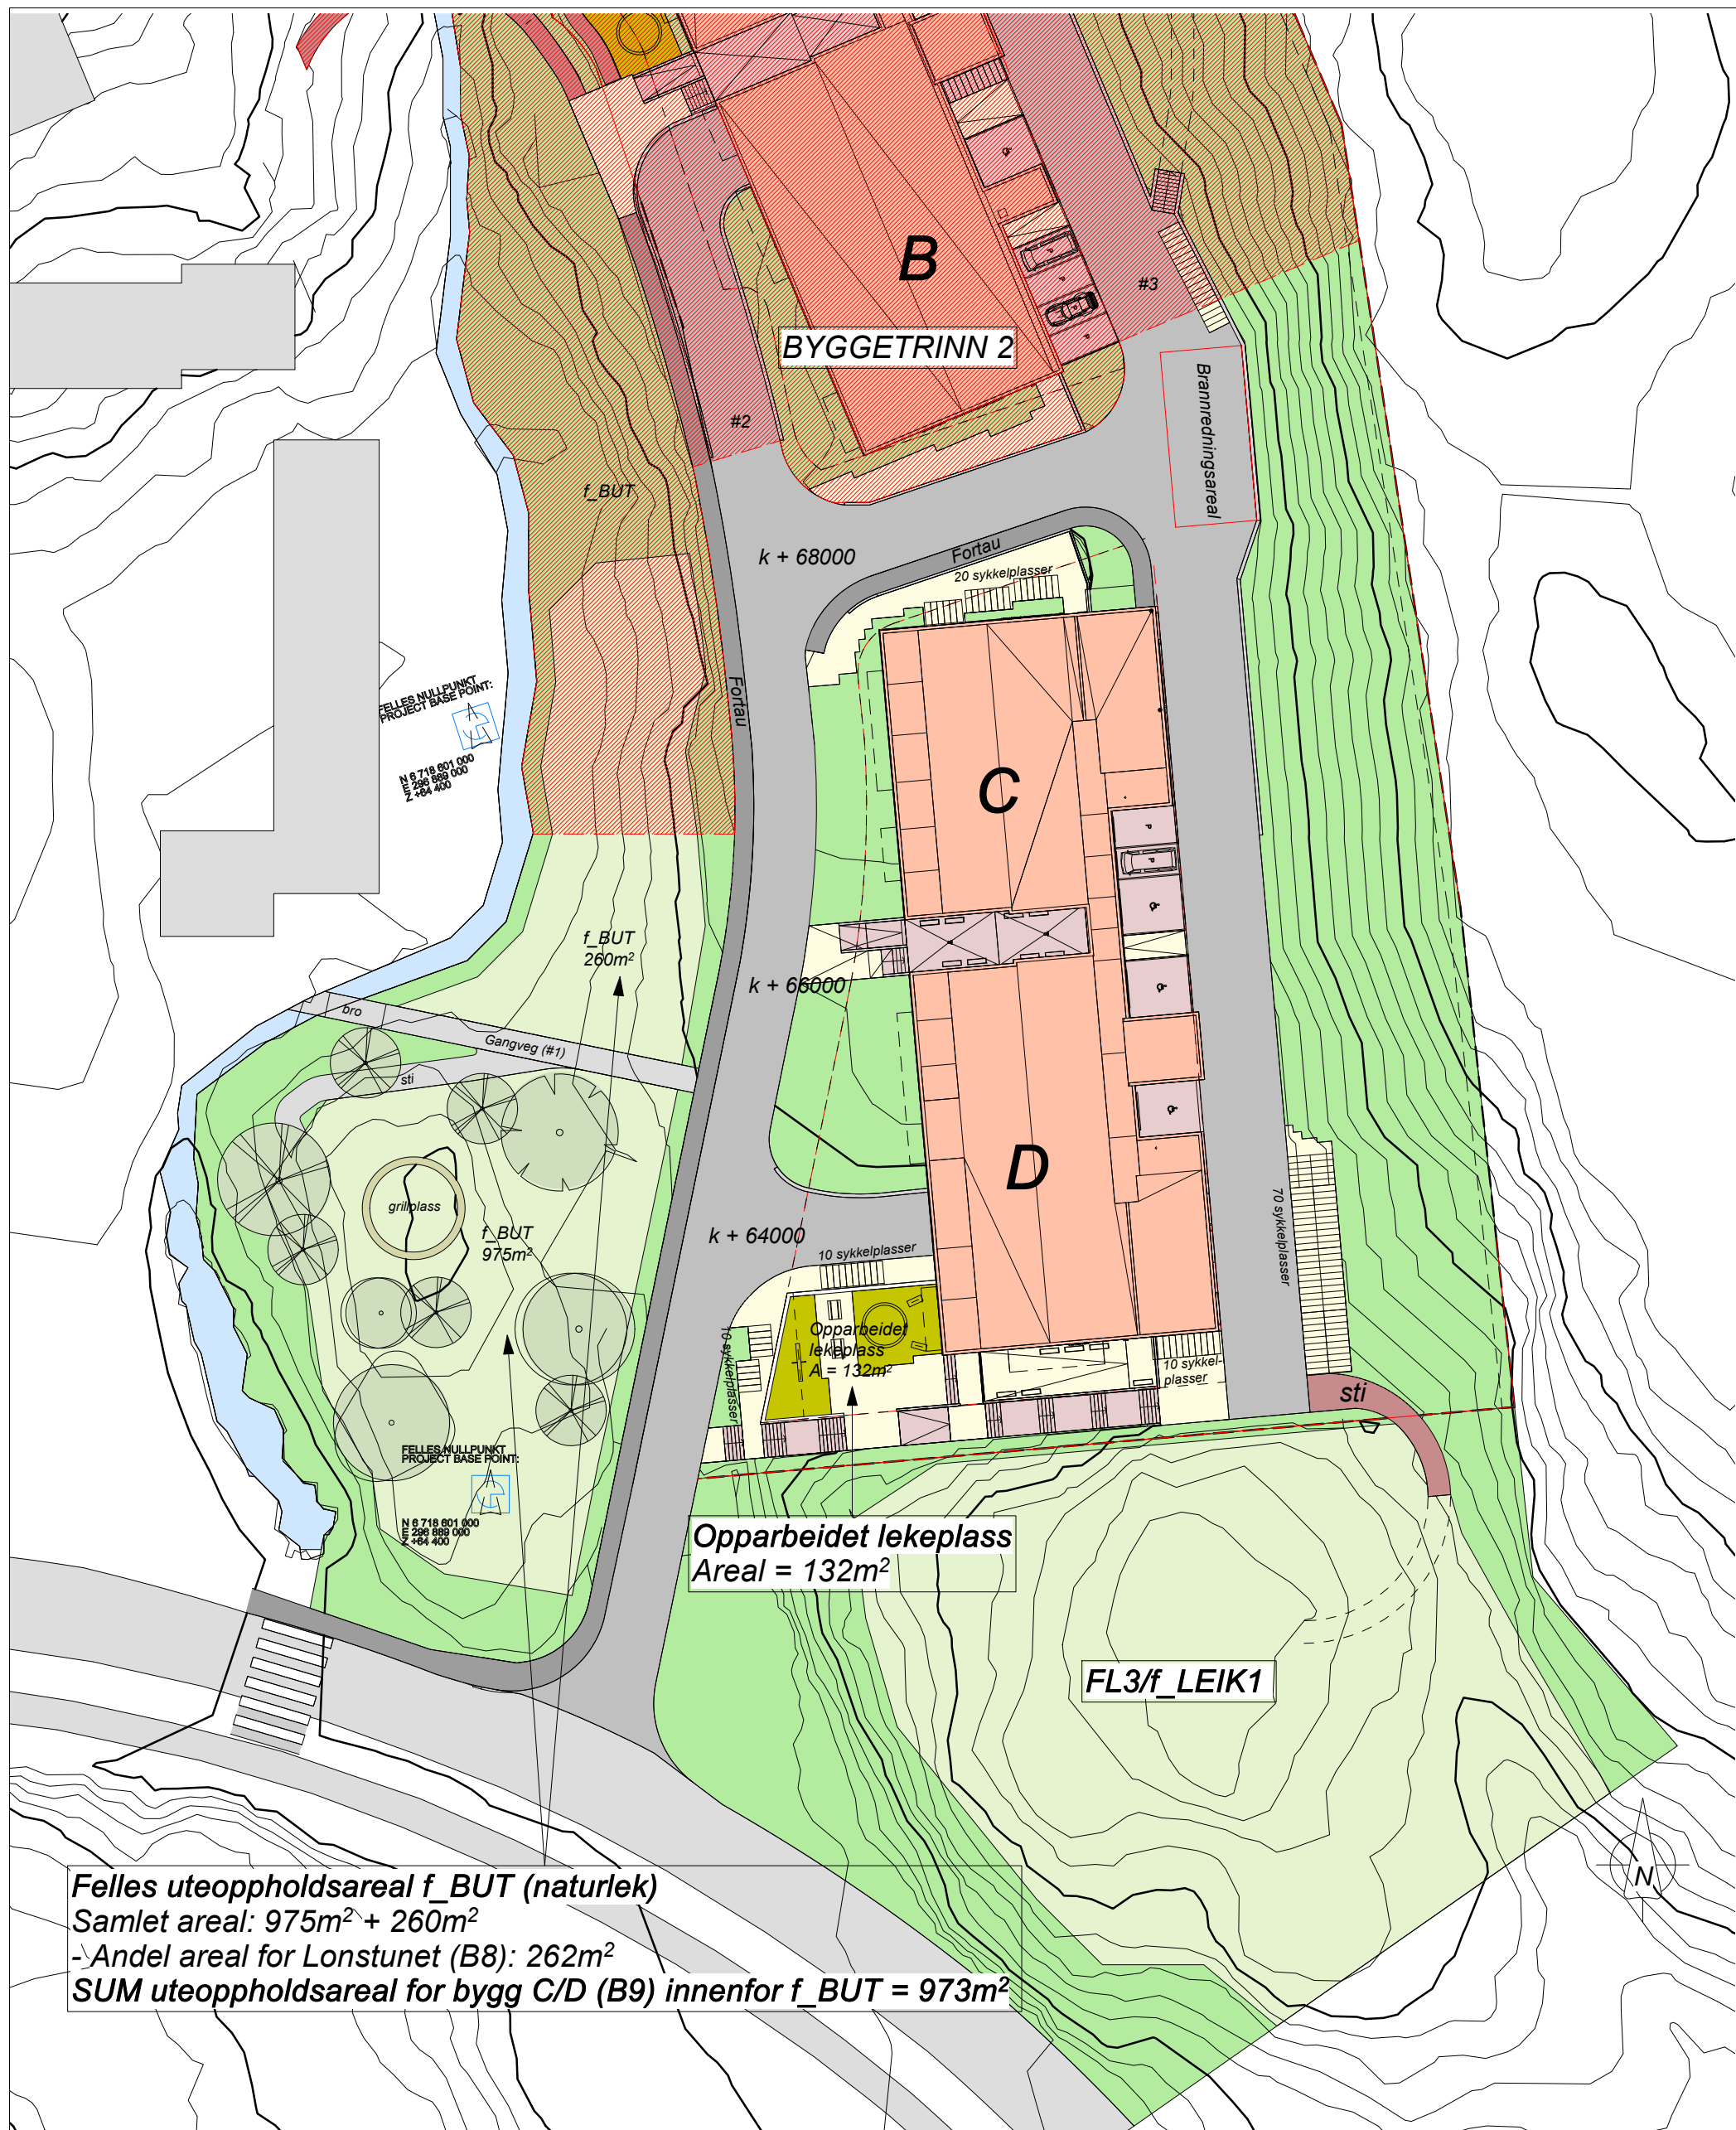 B
#3
BYGGETRINN 2
Brannredningsareal
#2
f_BUT
k + 68000
Fortau
20 sykkelplasser
Fortau
FELLES NULLPUNKT
PROJECT BASE POINT:
N 6 718 601 000
E 296 889 000
Z +64 400
C
P
P
f_BUT
260m²
k + 66000
bro
Gangveg (#1)
sti
D
grillplass
f_BUT
975m²
k + 64000
10 sykkelplasser
70 sykkelplasser
Opparbeidet
lekeplass
A = 132m²
10 sykkelplasser
10 sykkel-
plasser
sti
FELLES NULLPUNKT
PROJECT BASE POINT:
N 6 718 601 000
E 296 889 000
Z +64 400
Opparbeidet lekeplass
Areal = 132m²
FL3/f_LEIK1
N
Felles uteoppholdsareal f_BUT (naturlek)
Samlet areal: 975m² + 260m²
- Andel areal for Lonstunet (B8): 262m²
SUM uteoppholdsareal for bygg C/D (B9) innenfor f_BUT = 973m²